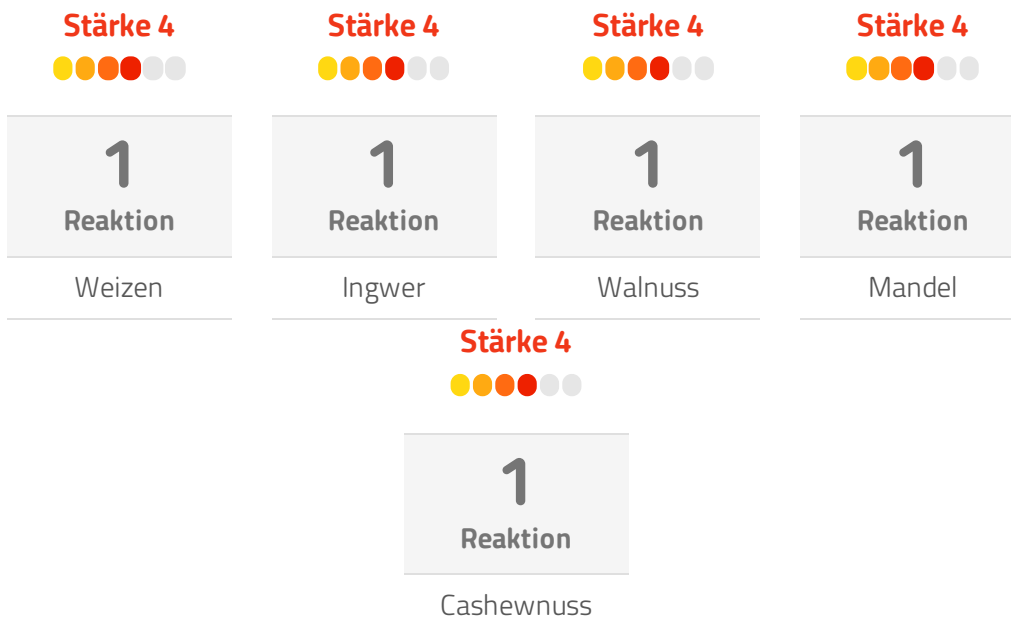 Stärke 4 Stärke 4 Stärke 4 Stärke 4
1 1 1 1
Reaktion Reaktion Reaktion Reaktion
Weizen Ingwer Walnuss Mandel
Stärke 4
1
Reaktion
Cashewnuss